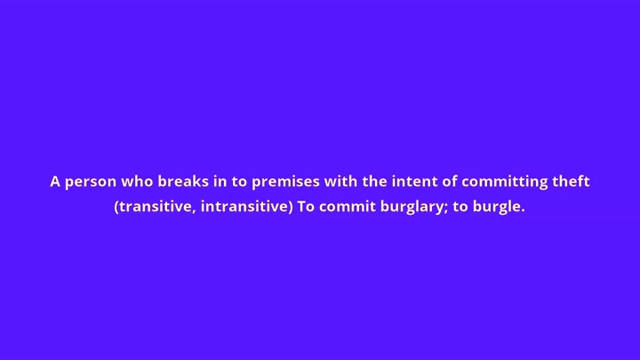 A person who breaks in to premises with the intent of committing theft
(transitive, intransitive) To commit burglary; to burgle.